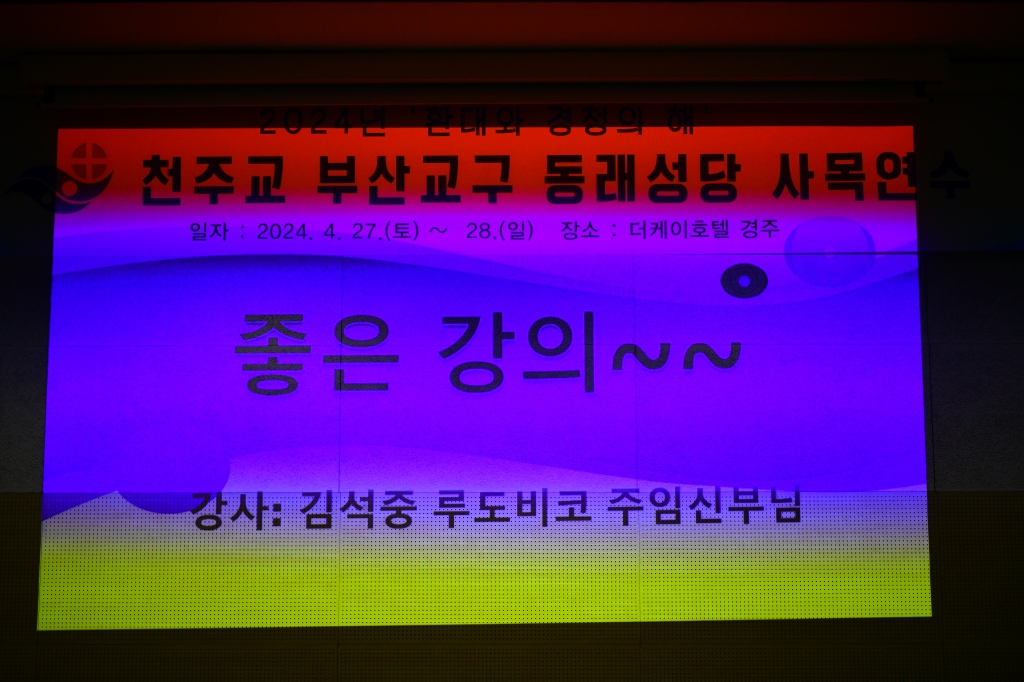 2024년 '환대와 경청의 해'
천주교 부산교구 동래성당 사목연수
일자 : 2024. 4. 27.(토) ~ 28.(일) 장소 : 더케이호텔 경주
좋은 강의~~
강사: 김석중 루도비코 주임신부님